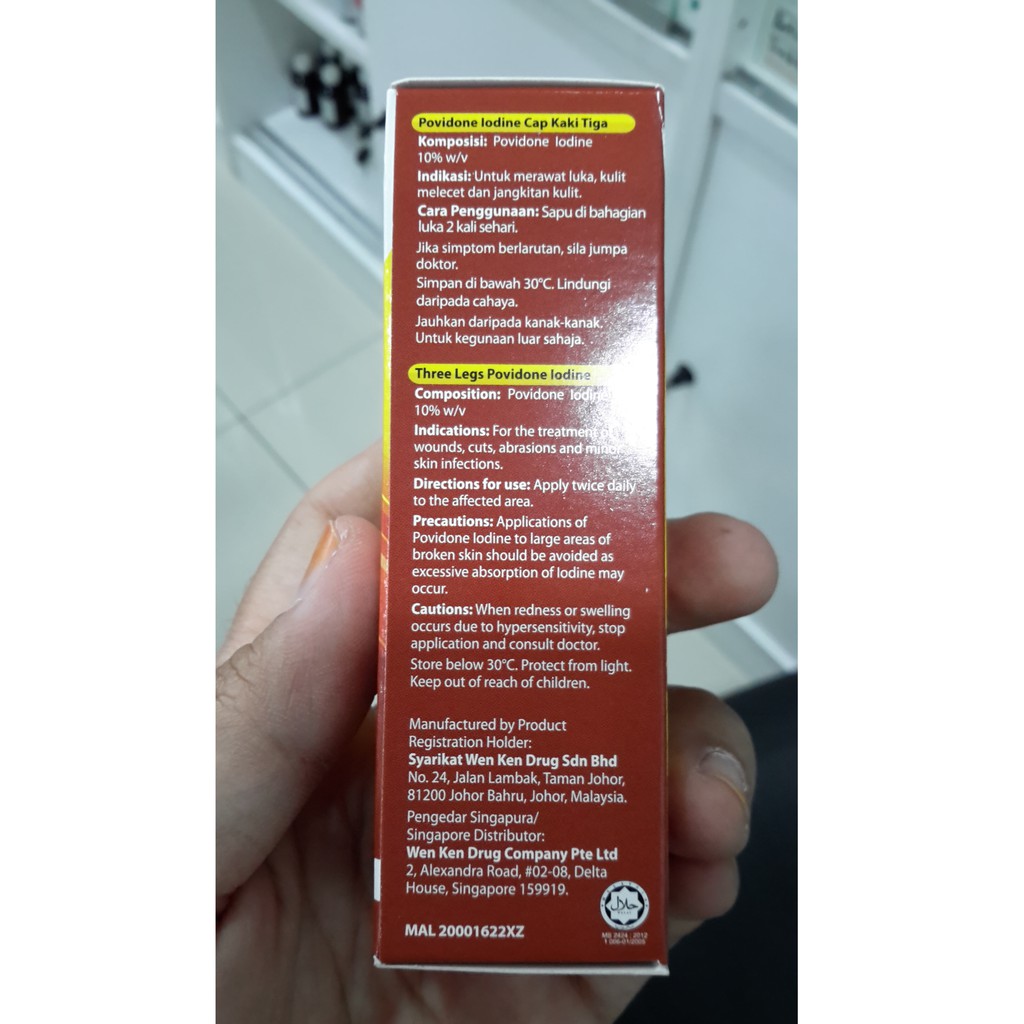 Povidone Iodine Cap Kaki Tiga
Komposisi: Povidone Iodine
10% w/v
Indikasi: Untuk merawat luka, kulit
melecet dan jangkitan kulit.
Cara Penggunaan: Sapu di bahagian
luka 2 kali sehari.
Jika simptom berlarutan, sila jumpa
doktor.
Simpan di bawah 30°C. Lindungi
daripada cahaya.
Jauhkan daripada kanak-kanak.
Untuk kegunaan luar sahaja.
Three Legs Povidone Iodine
Composition: Povidone Iodine
10% w/v
Indications: For the treatment of
wounds, cuts, abrasions and minor
skin infections.
Directions for use: Apply twice daily
to the affected area.
Precautions: Applications of
Povidone Iodine to large areas of
broken skin should be avoided as
excessive absorption of Iodine may
occur.
Cautions: When redness or swelling
occurs due to hypersensitivity, stop
application and consult doctor.
Store below 30°C. Protect from light.
Keep out of reach of children.
Manufactured by Product
Registration Holder:
Syarikat Wen Ken Drug Sdn Bhd
No. 24, Jalan Lambak, Taman Johor,
81200 Johor Bahru, Johor, Malaysia.
Pengedar Singapura/
Singapore Distributor:
Wen Ken Drug Company Pte Ltd
2, Alexandra Road, #02-08, Delta
House, Singapore 159919.
حلال
MAL 20001622XZ